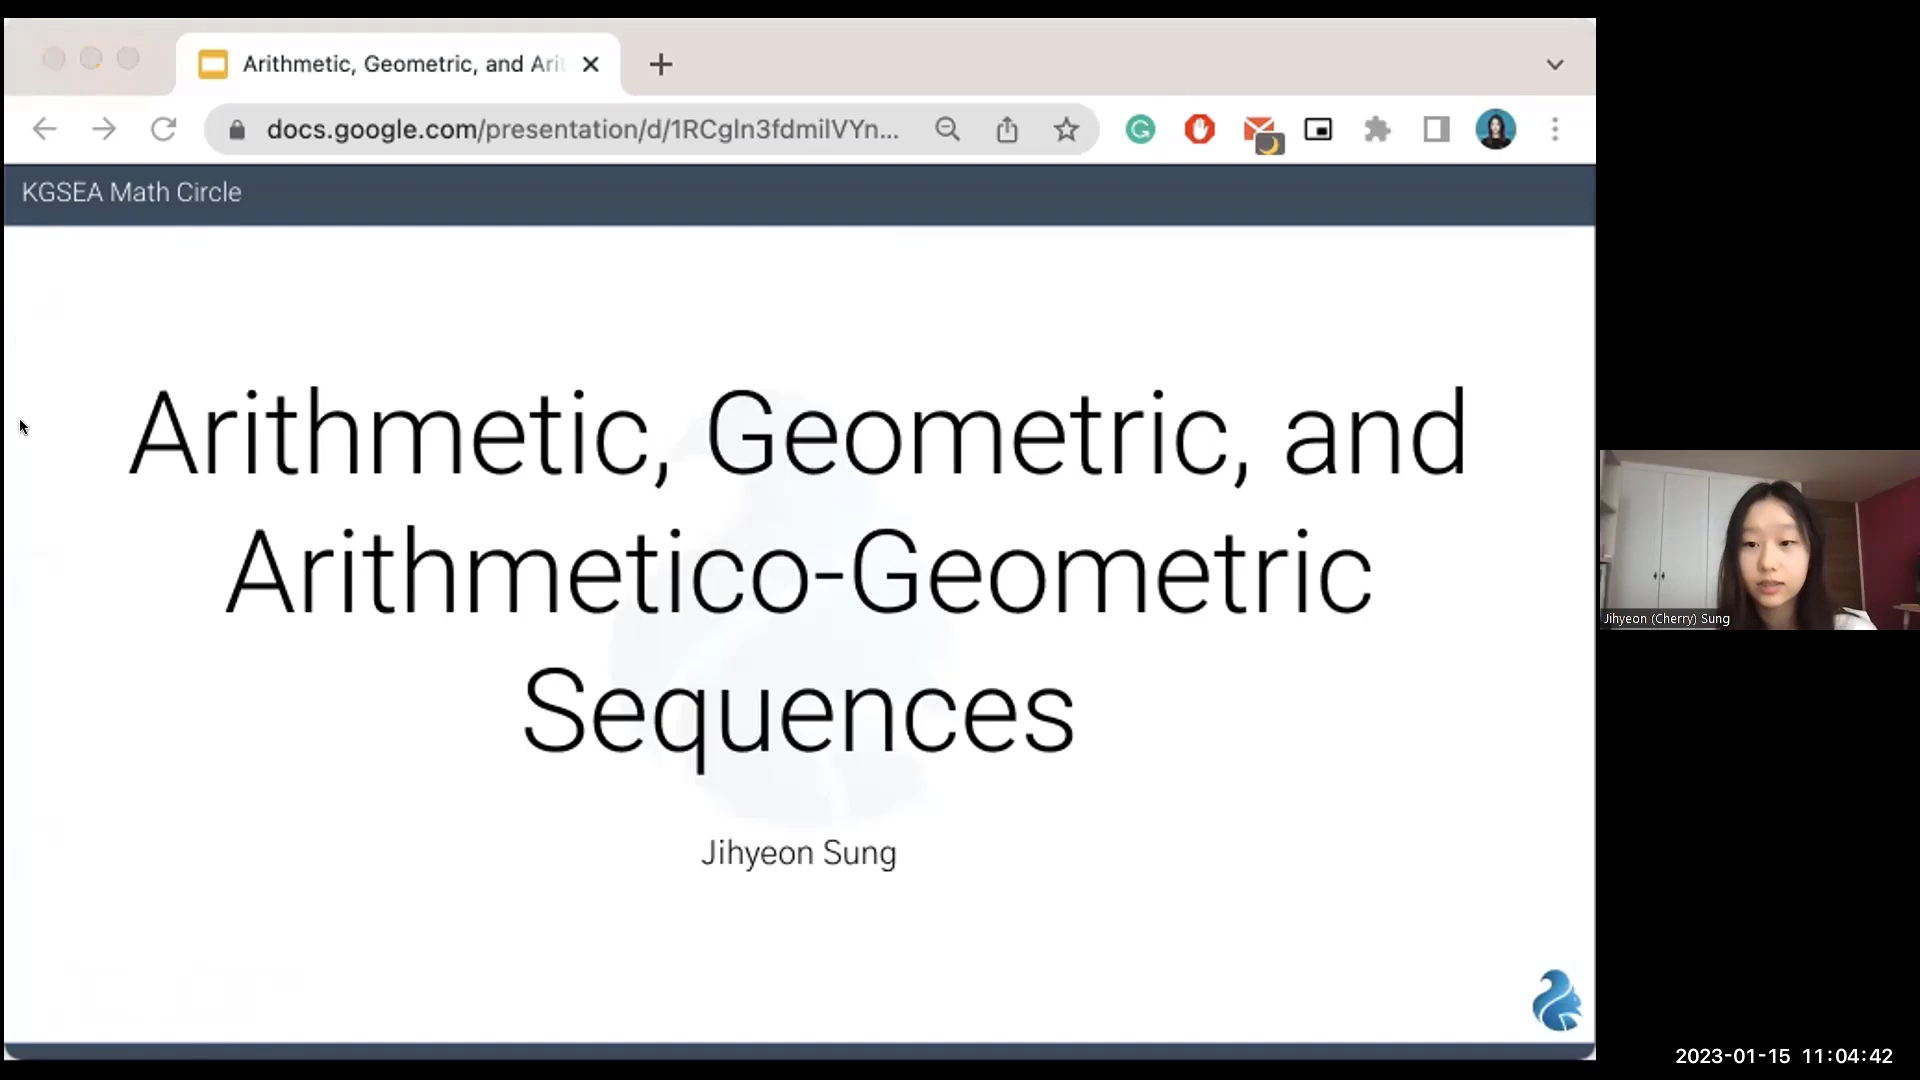 Arithmetic, Geometric, and Ari
docs.google.com/presentation/d/1RCgln3fdmilVYn...
KGSEA Math Circle
Arithmetic, Geometric, and
Arithmetico-Geometric
Sequences
Jihyeon Sung
Jihyeon (Cherry) Sung
2023-01-15 11:04:42